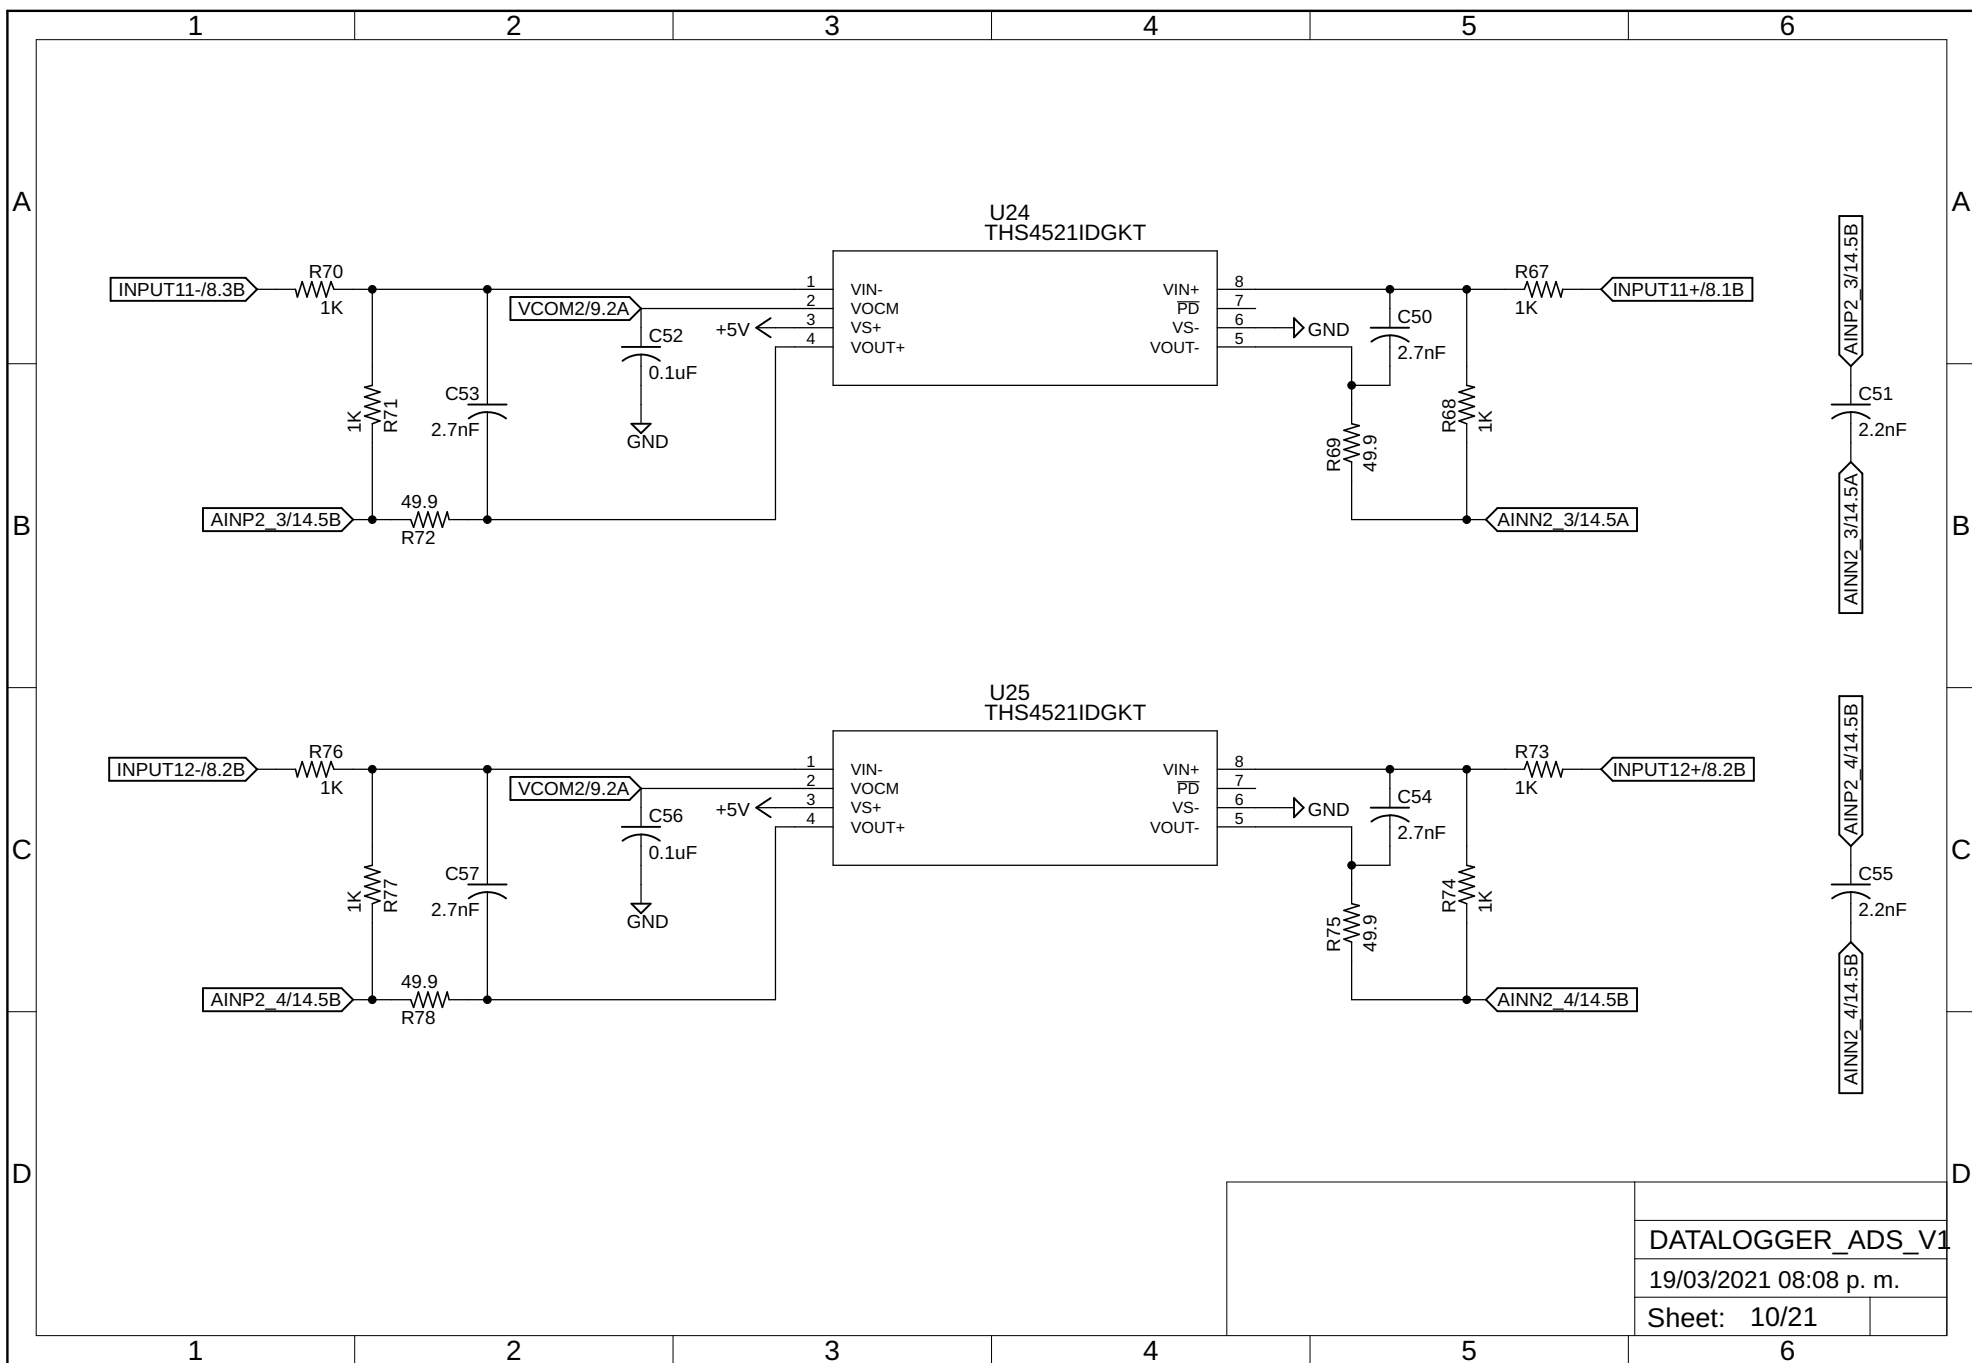 1 2 3 4 5 6
A A
U24
THS4521IDGKT
INPUT11-/8.3B
R70
1K
VCOM2/9.2A
+5V
C52
0.1uF
GND
1 VIN-
2 VOCM
3 VS+
4 VOUT+
VIN+ 8
PD 7
VS- 6
VOUT- 5
GND
C50
2.7nF
R67
1K
INPUT11+/8.1B
AINP2_3/14.5B
C51
2.2nF
AINN2_3/14.5A
1K
R71
C53
2.7nF
R69
49.9
R68
1K
B B
AINP2_3/14.5B
49.9
R72
AINN2_3/14.5A
U25
THS4521IDGKT
INPUT12-/8.2B
R76
1K
VCOM2/9.2A
+5V
C56
0.1uF
GND
1 VIN-
2 VOCM
3 VS+
4 VOUT+
VIN+ 8
PD 7
VS- 6
VOUT- 5
GND
C54
2.7nF
R73
1K
INPUT12+/8.2B
AINP2_4/14.5B
C55
2.2nF
AINN2_4/14.5B
C C
1K
R77
C57
2.7nF
R75
49.9
R74
1K
AINP2_4/14.5B
49.9
R78
AINN2_4/14.5B
D D
DATALOGGER_ADS_V1
19/03/2021 08:08 p. m.
Sheet: 10/21
1 2 3 4 5 6